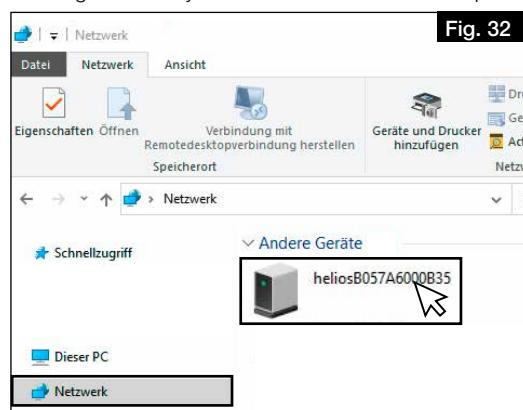 Fig. 32
Netzwerk
Datei Netzwerk Ansicht
Eigenschaften Öffnen Verbindung mit Remotedesktopverbindung herstellen Geräte und Drucker hinzufügen
Speicherort
Netzwerk
Schnellzugriff
Andere Geräte
heliosB057A6000B35
Dieser PC
Netzwerk